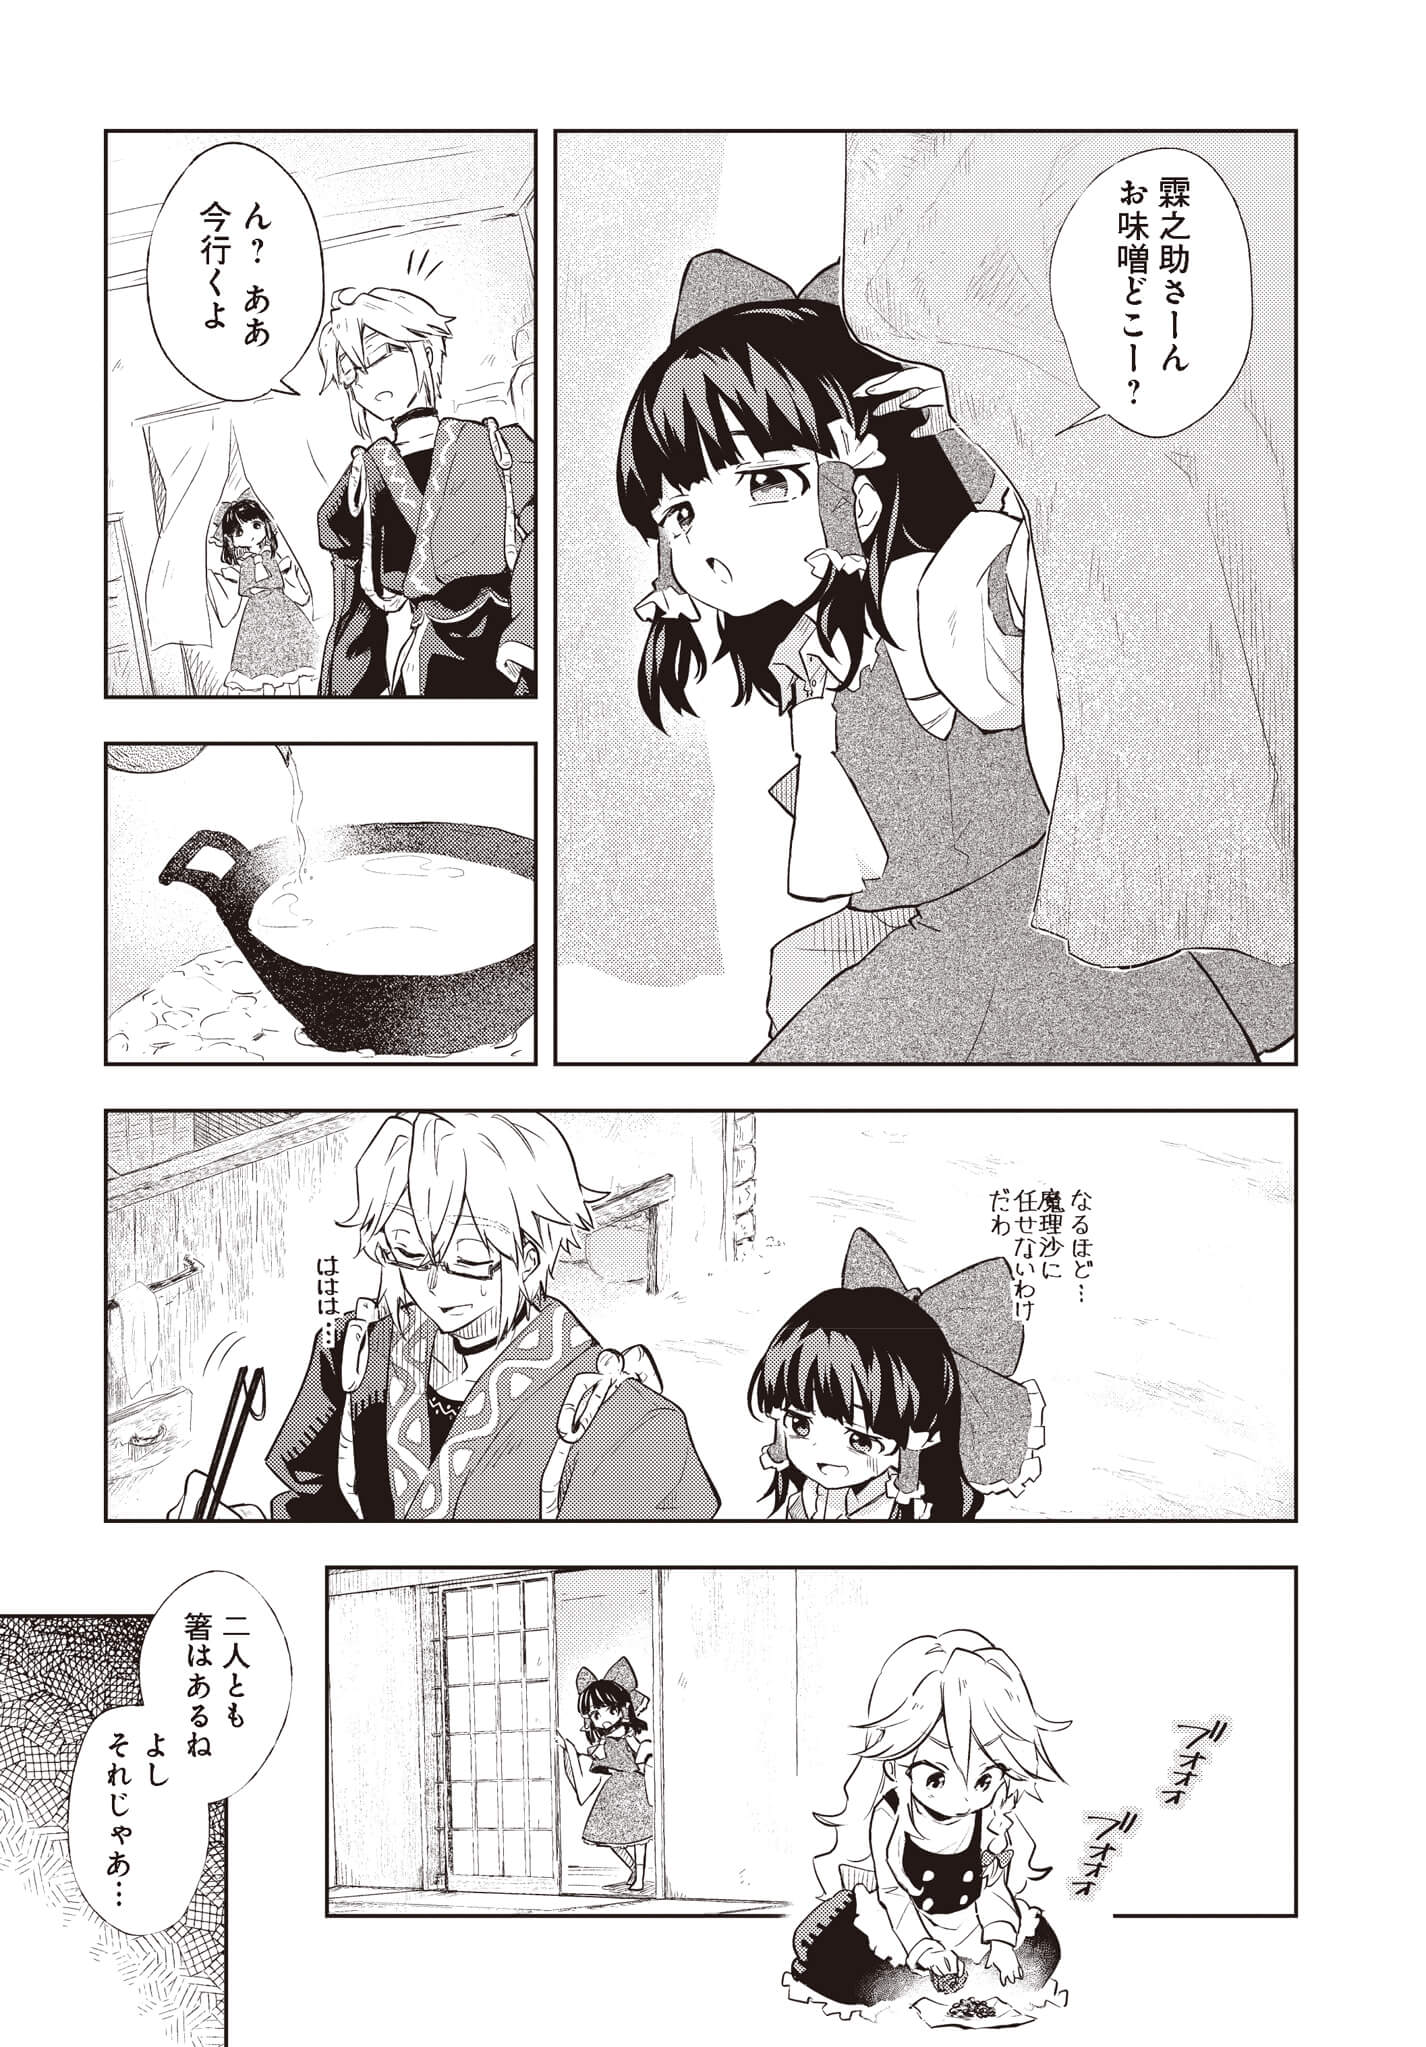 霖之助さーん
お味噌どこー？
ん？ああ
今行くよ
なるほど…
魔理沙に
任せないわけ
だわ
ははは…
ブォォォ
ブォォォ
二人とも
箸はあるね
よし
それじゃあ…